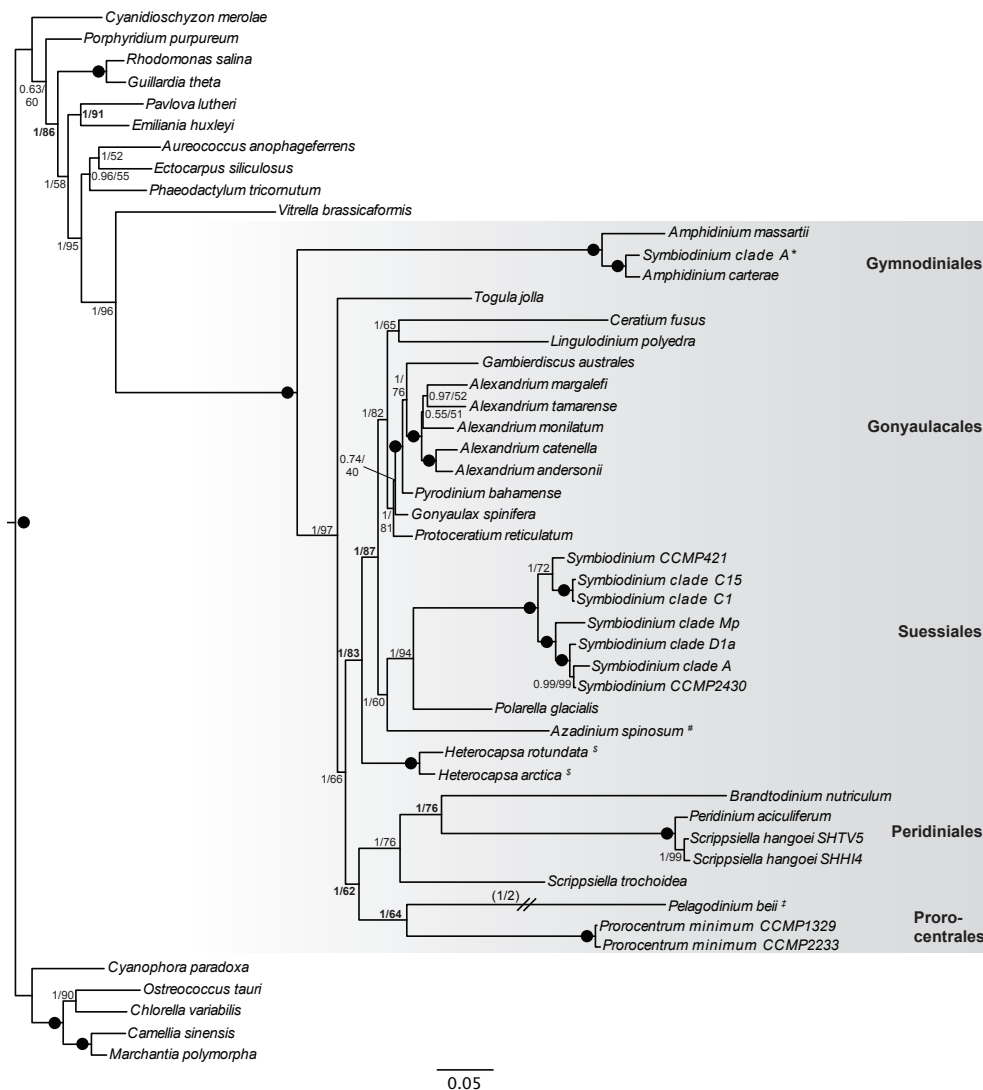 Cyanidioschyzon merolae
Porphyridium purpureum
Rhodomonas salina
0.63/
60
Guillardia theta
Pavolova lutheri
1/91
1/86
Emiliania huxleyi
Aureococcus anophageferrens
1/52
Ectocarpus siliculosus
0.96/55
1/58
Phaeodactylum tricornutum
Vitrella brassicaformis
1/95
Amphidinium massartii
Symbiodinium clade A*
Gymnodiniales
Amphidinium carterae
Togula jolla
1/96
Ceratium fusus
1/65
Lingulodinium polyedra
Gambierdiscus australes
1/
76
Alexandrium margalefi
0.97/52
Alexandrium tamarense
1/82
0.55/51
Alexandrium monilatum
Gonyaulacales
Alexandrium catenella
0.74/
40
Alexandrium andersonii
Pyrodinium bahamense
Gonyaulax spinifera
1/
81
1/97
Protoceratium reticulatum
1/87
Symbiodinium CCMP421
1/72
Symbiodinium clade C15
Symbiodinium clade C1
Symbiodinium clade Mp
Suessiales
Symbiodinium clade D1a
1/83
1/94
Symbiodinium clade A
0.99/99
Symbiodinium CCMP2430
1/60
Polarella glacialis
Azadinium spinosum #
Heterocapsa rotundata $
Heterocapsa arctica $
1/66
Brandtodinium nutriculum
1/76
Peridinium aciculiferum
Peridiniales
Scrippsiella hangoei SHTV5
1/76
1/99
Scrippsiella hangoei SHHI4
Scrippsiella trochoidea
1/62
(1/2)
Pelagodinium beii ‡
1/64
Proro-
centrales
Prorocentrum minimum CCMP1329
Prorocentrum minimum CCMP2233
Cyanophora paradoxa
Ostreococcus tauri
1/90
Chlorella variabilis
Camellia sinensis
Marchantia polymorpha
0.05